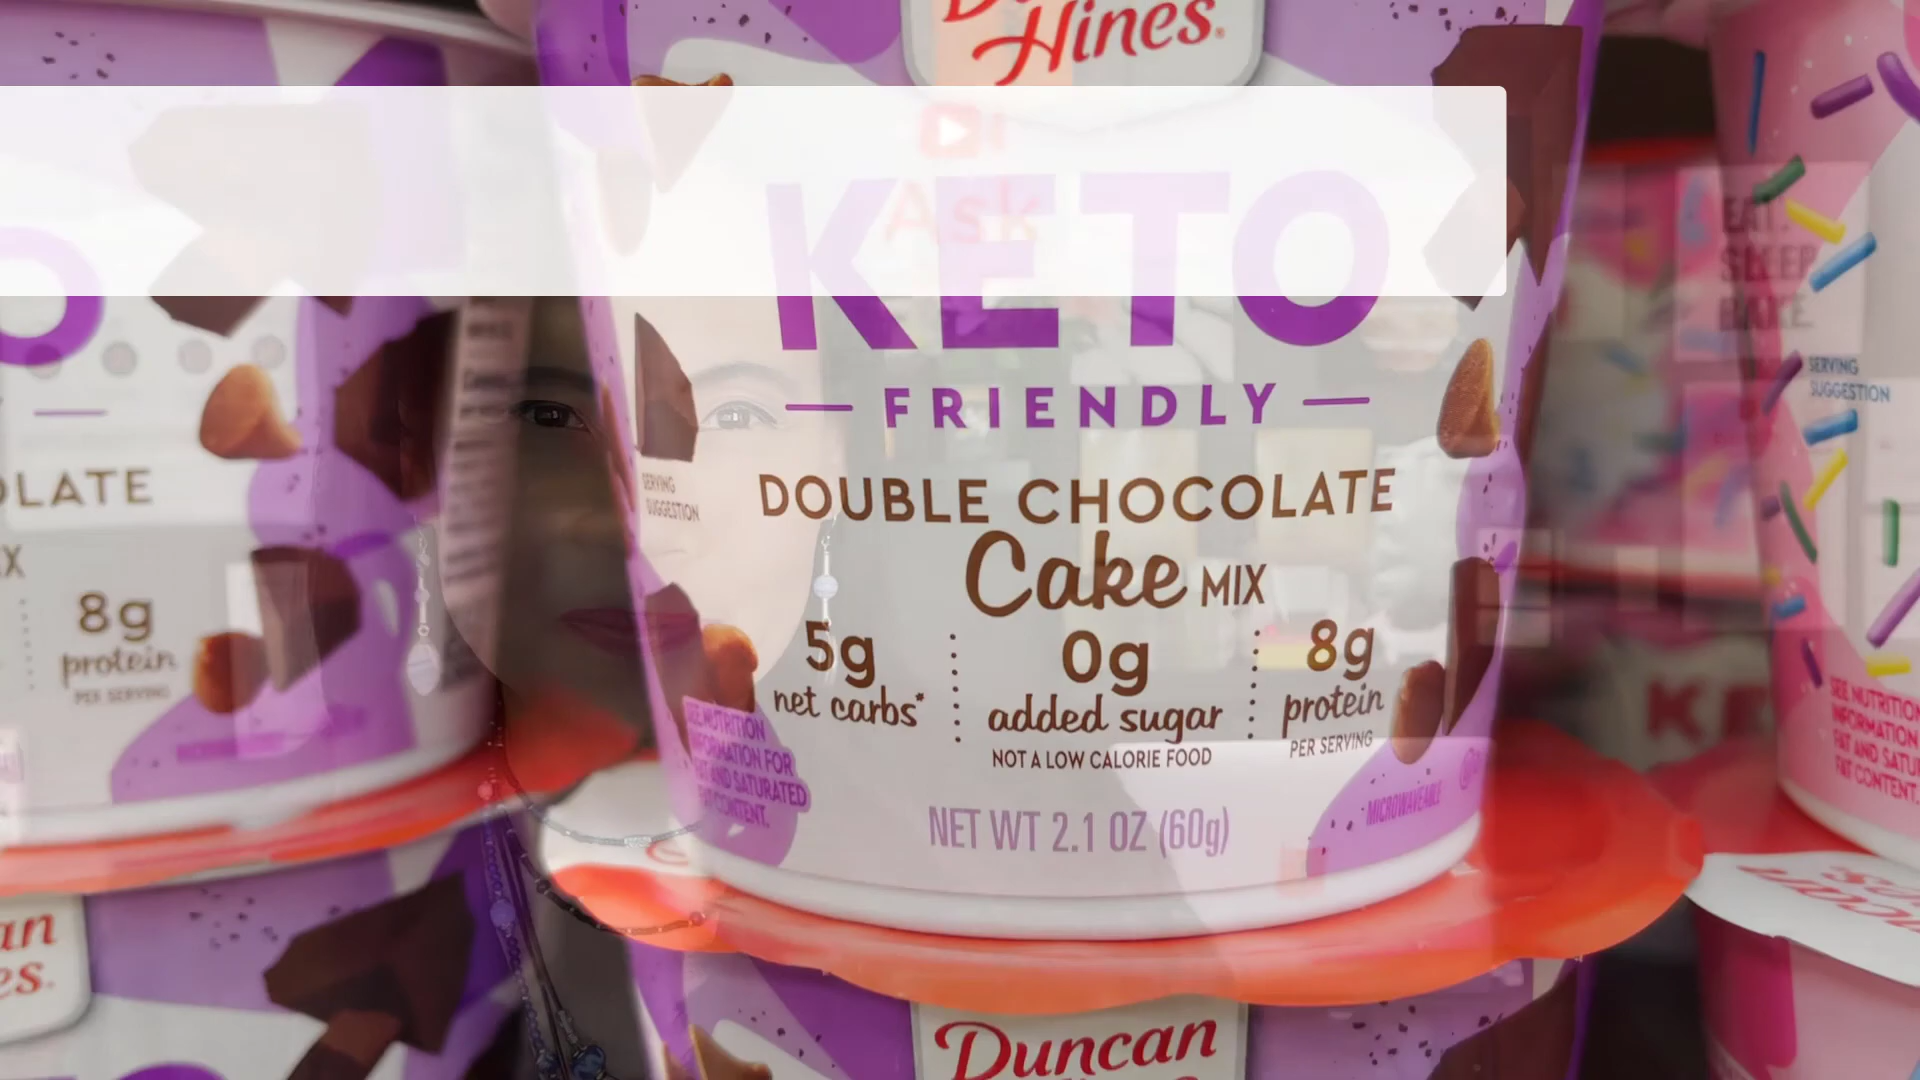 Hines.
Ask
KETO
FRIENDLY
DOUBLE CHOCOLATE
Cake MIX
5g
net carbs*
0g
added sugar
NOT A LOW CALORIE FOOD
8g
protein
PER SERVING
NET WT 2.1 OZ (60g)
MICROWAVEABLE
SERVING
SUGGESTION
SEE NUTRITION
INFORMATION FOR
FAT AND SATURATED
FAT CONTENT.
8g
protein
PER SERVING
EAT.
SLEEP
BAKE.
SERVING
SUGGESTION
SEE NUTRITION
INFORMATION
FAT AND SATUR
FAT CONTENT.
Duncan